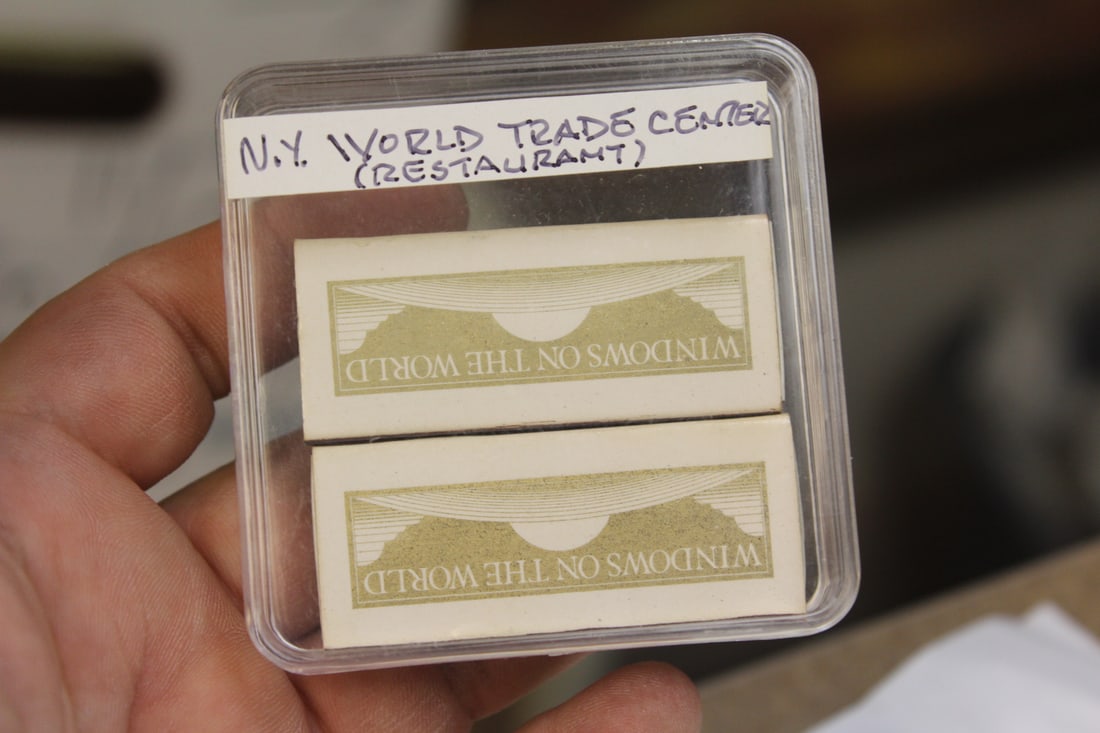 N.Y. WORLD TRADE CENTER
(RESTAURANT)
WINDOWS ON THE WORLD
WINDOWS ON THE WORLD